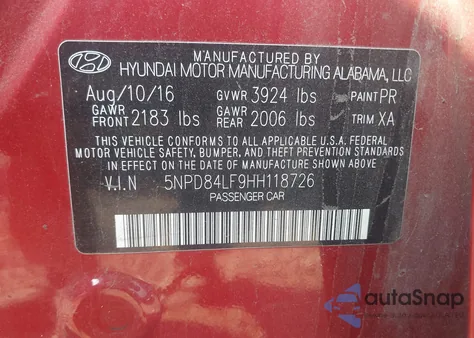 MANUFACTURED BY
HYUNDAI MOTOR MANUFACTURING ALABAMA, LLC
Aug/10/16 GVWR 3924 lbs PAINT PR
GAWR FRONT 2183 lbs GAWR REAR 2006 lbs TRIM XA
THIS VEHICLE CONFORMS TO ALL APPLICABLE U.S.A. FEDERAL
MOTOR VEHICLE SAFETY, BUMPER, AND THEFT PREVENTION STANDARDS
IN EFFECT ON THE DATE OF MANUFACTURE SHOWN ABOVE.
V.I.N 5NPD84LF9HH118726
PASSENGER CAR
autaSnap